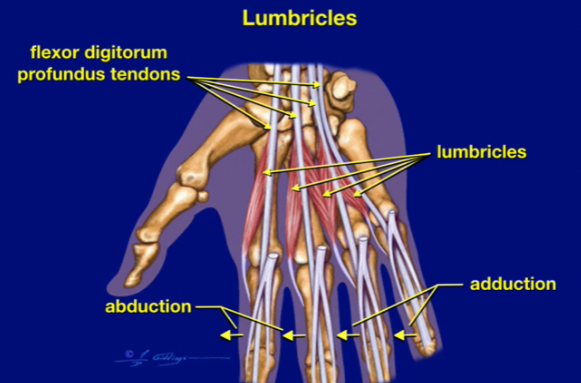 Lumbricles
flexor digitorum
profundus tendons
lumbricles
adduction
abduction